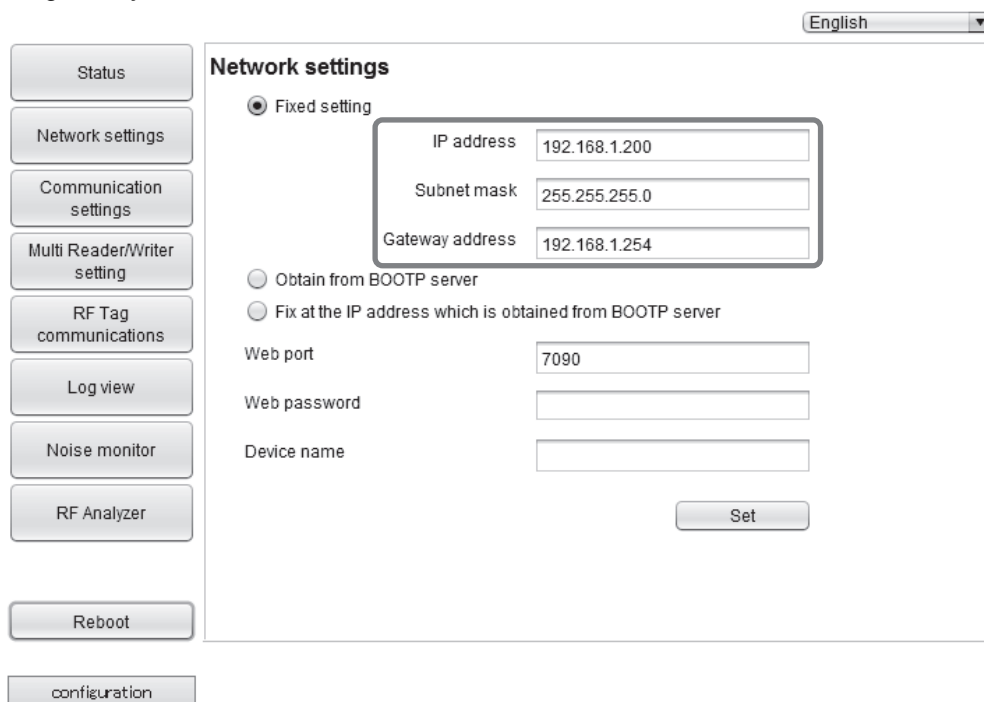 English
Status
Network settings
Communication
settings
Multi Reader/Writer
setting
RF Tag
communications
Log view
Noise monitor
RF Analyzer
Reboot
configuration
Network settings
Fixed setting
IP address 192.168.1.200
Subnet mask 255.255.255.0
Gateway address 192.168.1.254
Obtain from BOOTP server
Fix at the IP address which is obtained from BOOTP server
Web port 7090
Web password
Device name
Set